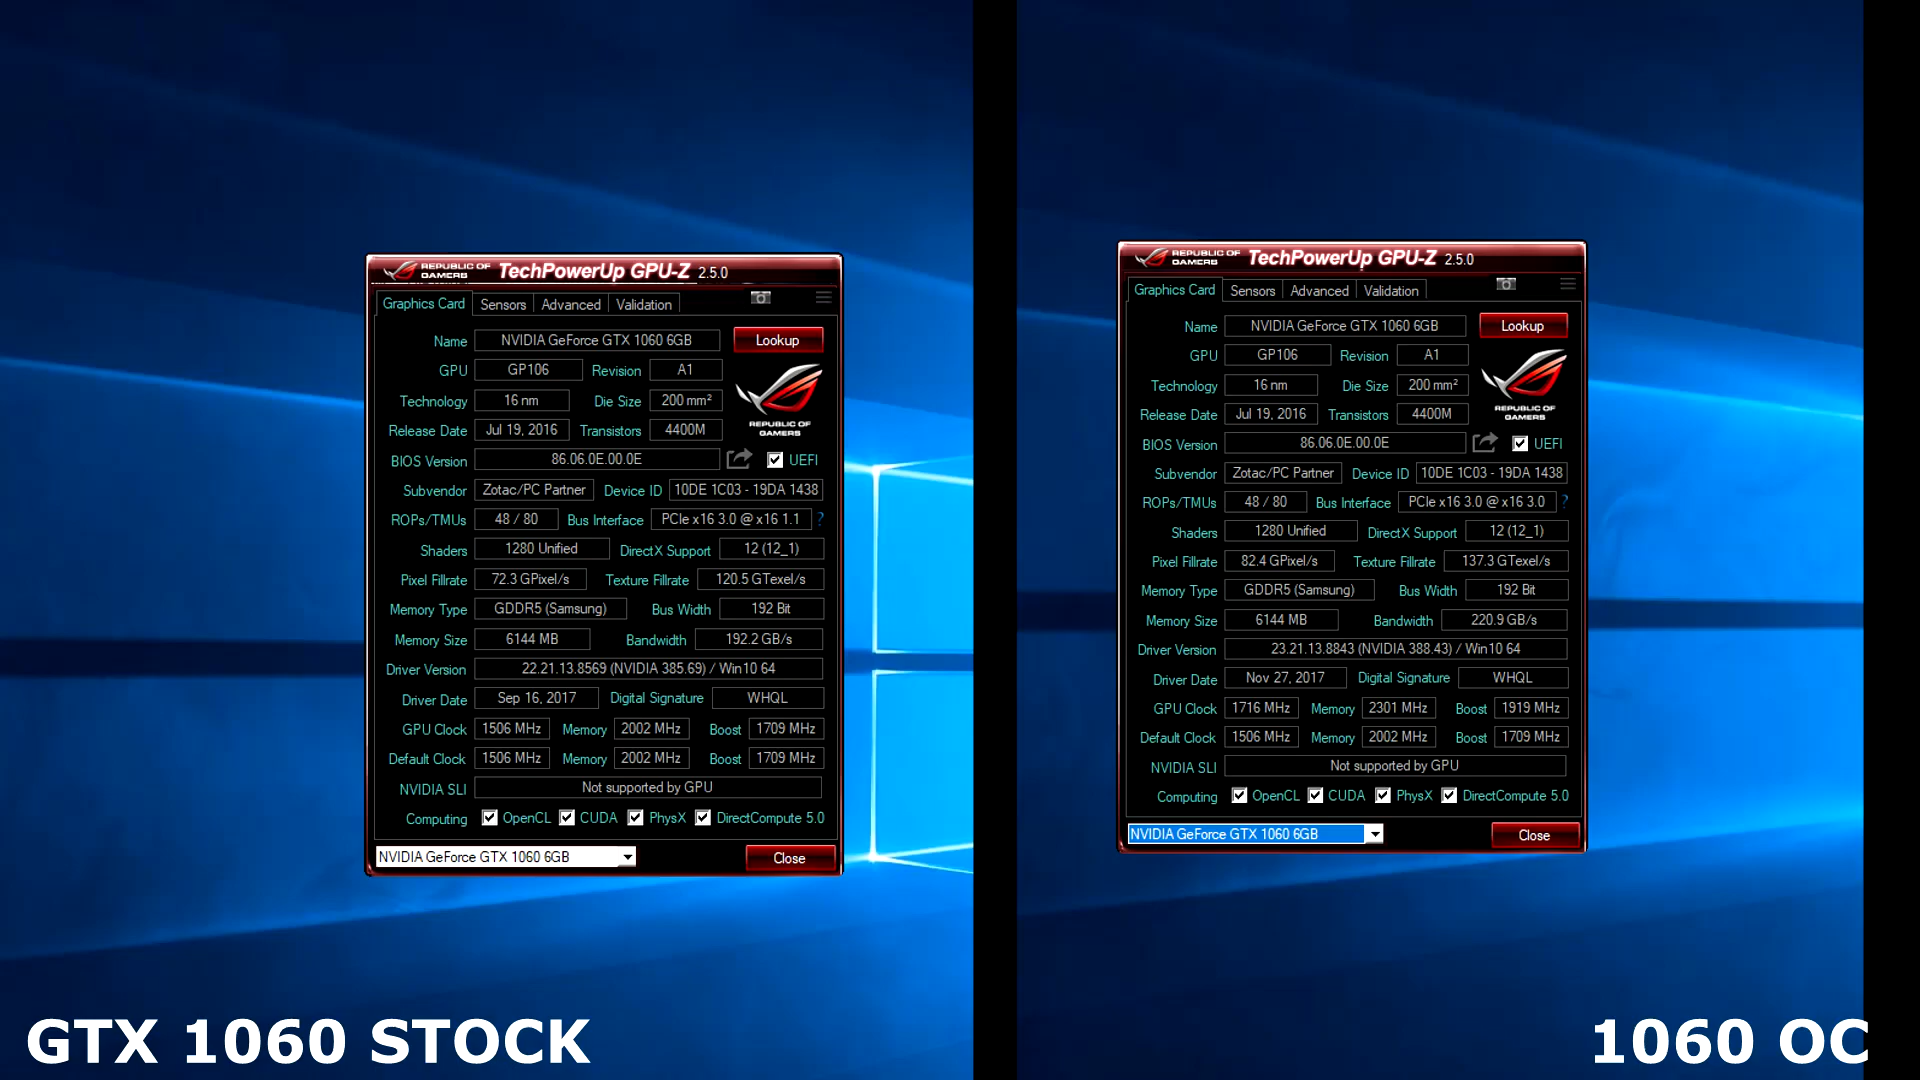 REPUBLIC OF GAMERS TechPowerUp GPU-Z 2.5.0
Graphics Card Sensors Advanced Validation
Name NVIDIA GeForce GTX 1060 6GB Lookup
GPU GP106 Revision A1
Technology 16 nm Die Size 200 mm²
Release Date Jul 19, 2016 Transistors 4400M
REPUBLIC OF GAMERS
BIOS Version 86.06.0E.00.0E UEFI
Subvendor Zotac/PC Partner Device ID 10DE 1C03 - 19DA 1438
ROPs/TMUs 48 / 80 Bus Interface PCIe x16 3.0 @ x16 1.1 ?
Shaders 1280 Unified DirectX Support 12 (12_1)
Pixel Fillrate 72.3 GPixel/s Texture Fillrate 120.5 GTexel/s
Memory Type GDDR5 (Samsung) Bus Width 192 Bit
Memory Size 6144 MB Bandwidth 192.2 GB/s
Driver Version 22.21.13.8569 (NVIDIA 385.69) / Win10 64
Driver Date Sep 16, 2017 Digital Signature WHQL
GPU Clock 1506 MHz Memory 2002 MHz Boost 1709 MHz
Default Clock 1506 MHz Memory 2002 MHz Boost 1709 MHz
NVIDIA SLI Not supported by GPU
Computing OpenCL CUDA PhysX DirectCompute 5.0
NVIDIA GeForce GTX 1060 6GB Close
GTX 1060 STOCK
REPUBLIC OF GAMERS TechPowerUp GPU-Z 2.5.0
Graphics Card Sensors Advanced Validation
Name NVIDIA GeForce GTX 1060 6GB Lookup
GPU GP106 Revision A1
Technology 16 nm Die Size 200 mm²
Release Date Jul 19, 2016 Transistors 4400M
REPUBLIC OF GAMERS
BIOS Version 86.06.0E.00.0E UEFI
Subvendor Zotac/PC Partner Device ID 10DE 1C03 - 19DA 1438
ROPs/TMUs 48 / 80 Bus Interface PCIe x16 3.0 @ x16 3.0 ?
Shaders 1280 Unified DirectX Support 12 (12_1)
Pixel Fillrate 82.4 GPixel/s Texture Fillrate 137.3 GTexel/s
Memory Type GDDR5 (Samsung) Bus Width 192 Bit
Memory Size 6144 MB Bandwidth 220.9 GB/s
Driver Version 23.21.13.8843 (NVIDIA 388.43) / Win10 64
Driver Date Nov 27, 2017 Digital Signature WHQL
GPU Clock 1716 MHz Memory 2301 MHz Boost 1919 MHz
Default Clock 1506 MHz Memory 2002 MHz Boost 1709 MHz
NVIDIA SLI Not supported by GPU
Computing OpenCL CUDA PhysX DirectCompute 5.0
NVIDIA GeForce GTX 1060 6GB Close
1060 OC